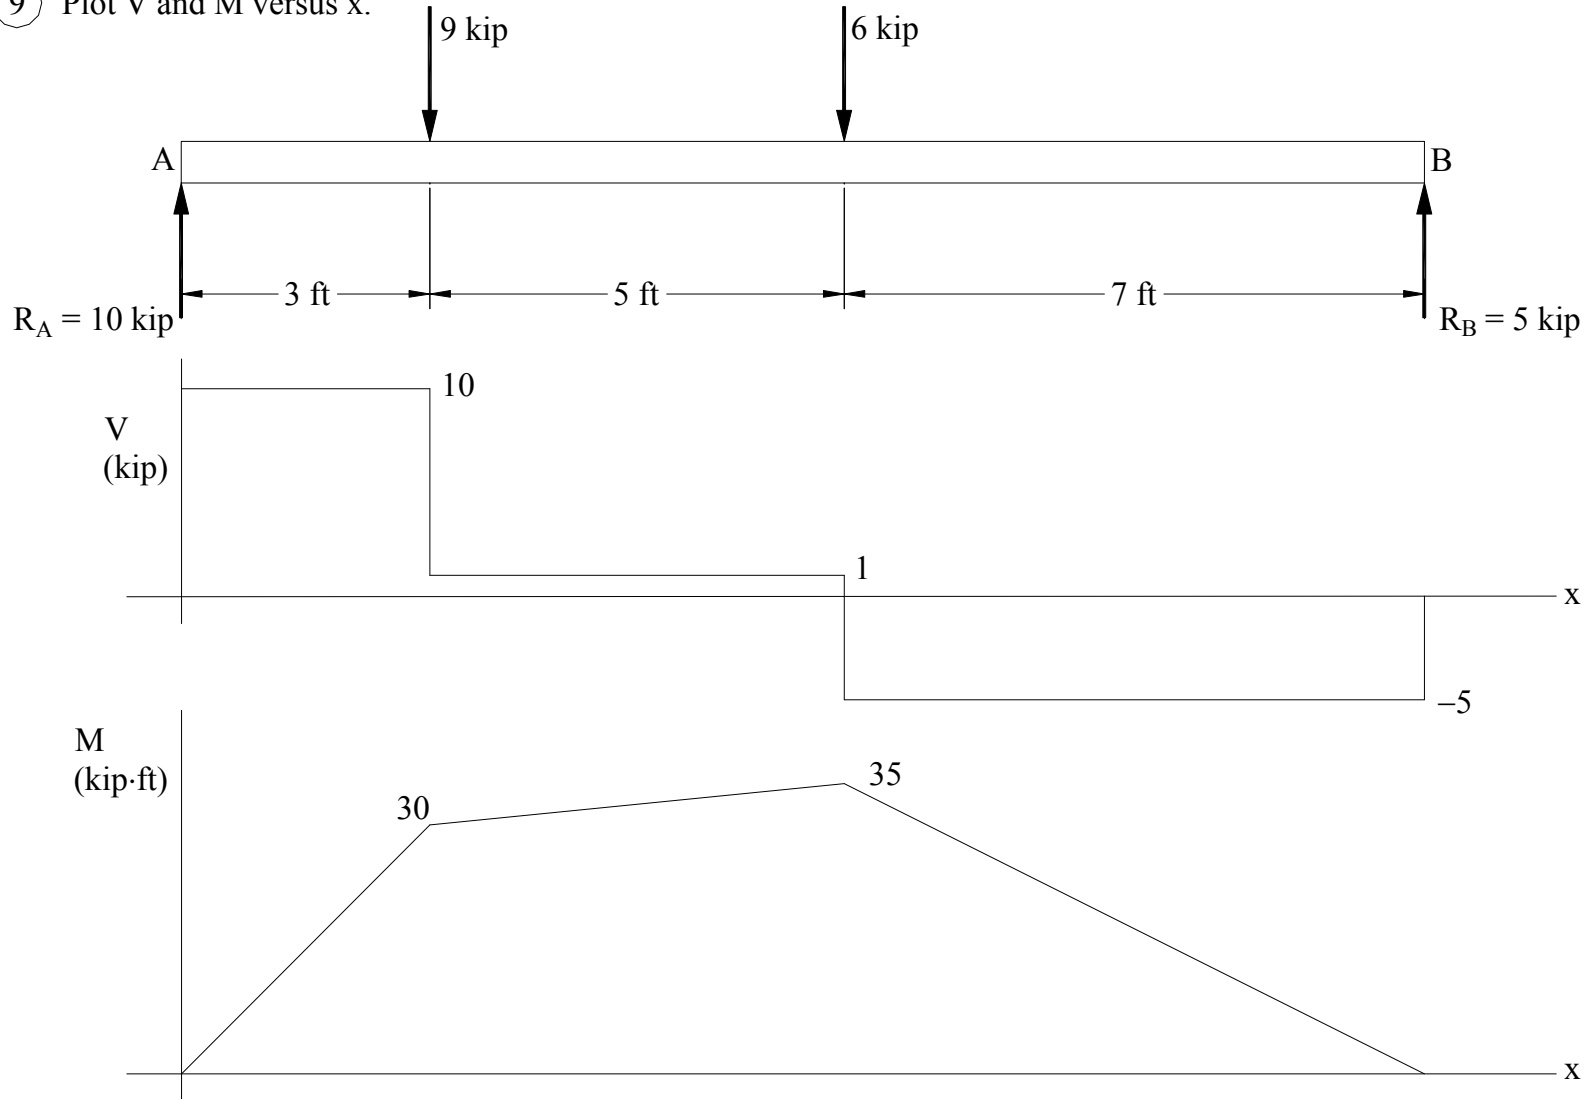 9 Plot V and M versus x.
9 kip
6 kip
A
B
3 ft
5 ft
7 ft
R_A = 10 kip
R_B = 5 kip
10
V
(kip)
1
x
−5
M
(kip·ft)
30
35
x